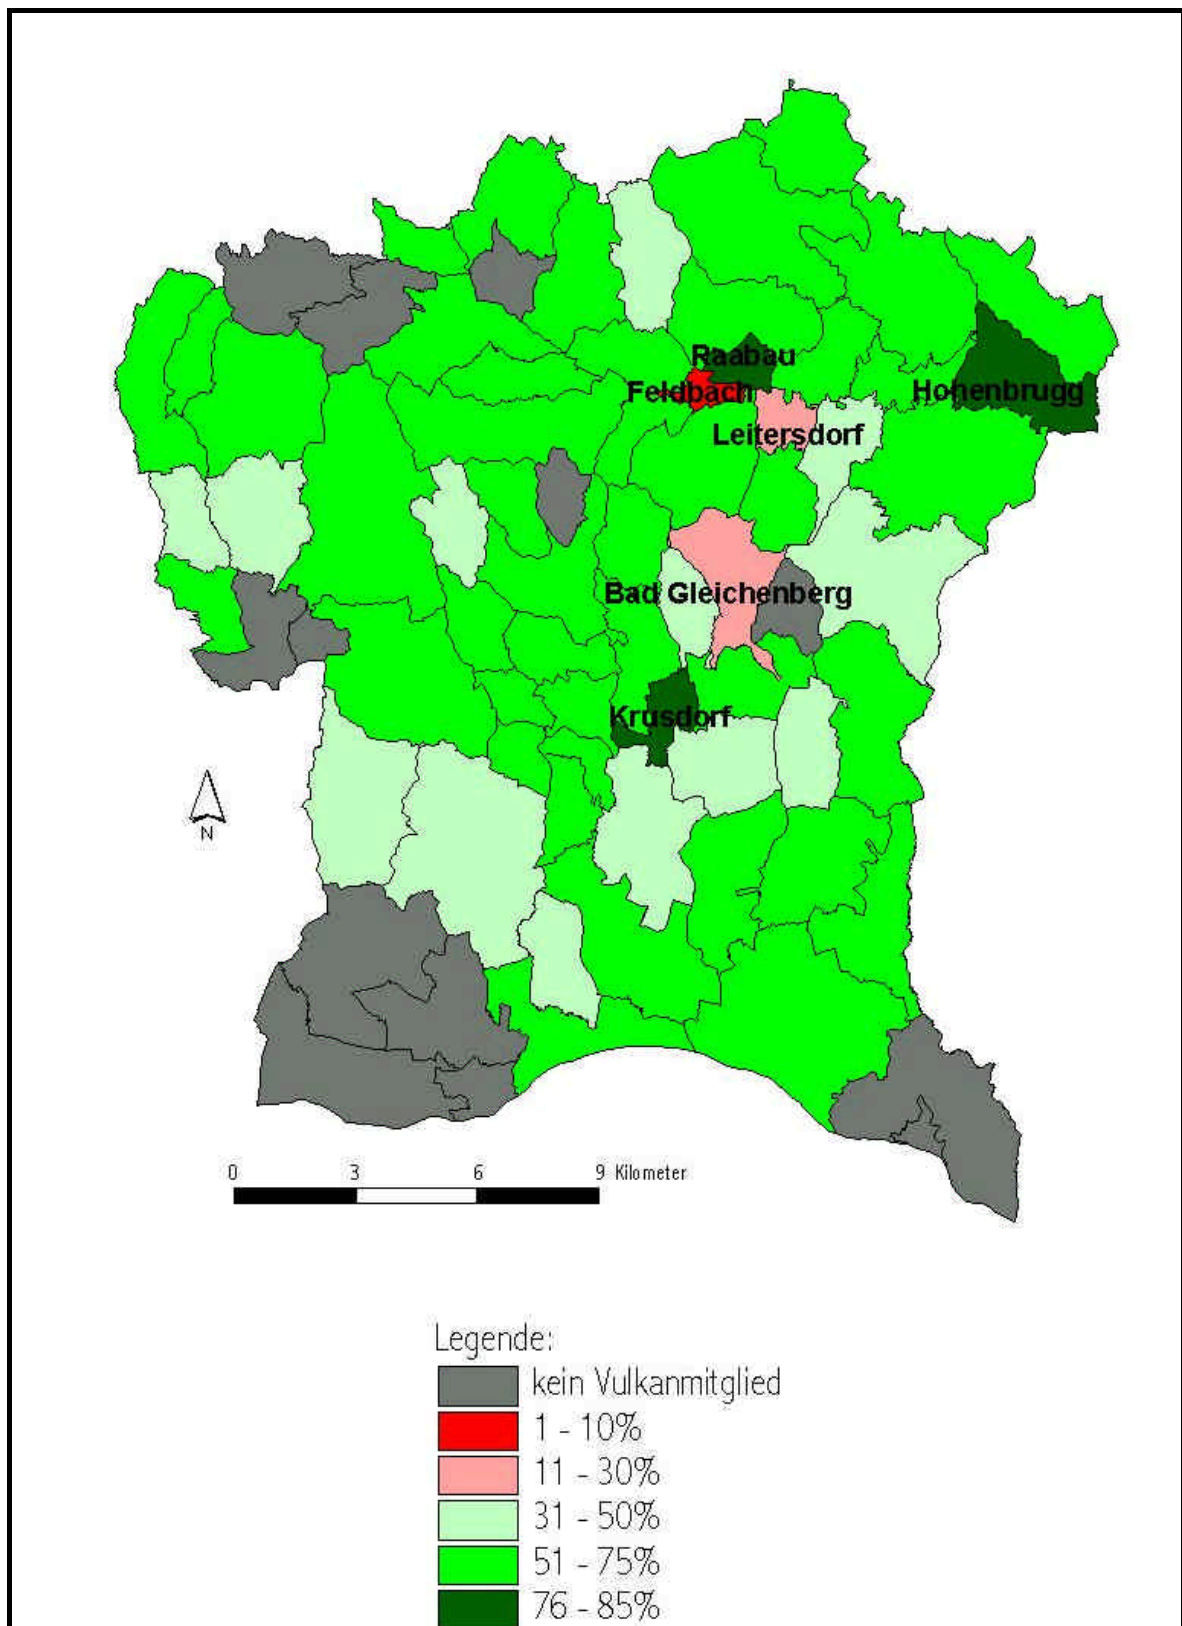 Raabau
Feldbach
Hohenbrugg
Leitersdorf
Bad Gleichenberg
Krusdorf
N
0 3 6 9 Kilometer
Legende:
kein Vulkanmitglied
1 - 10%
11 - 30%
31 - 50%
51 - 75%
76 - 85%